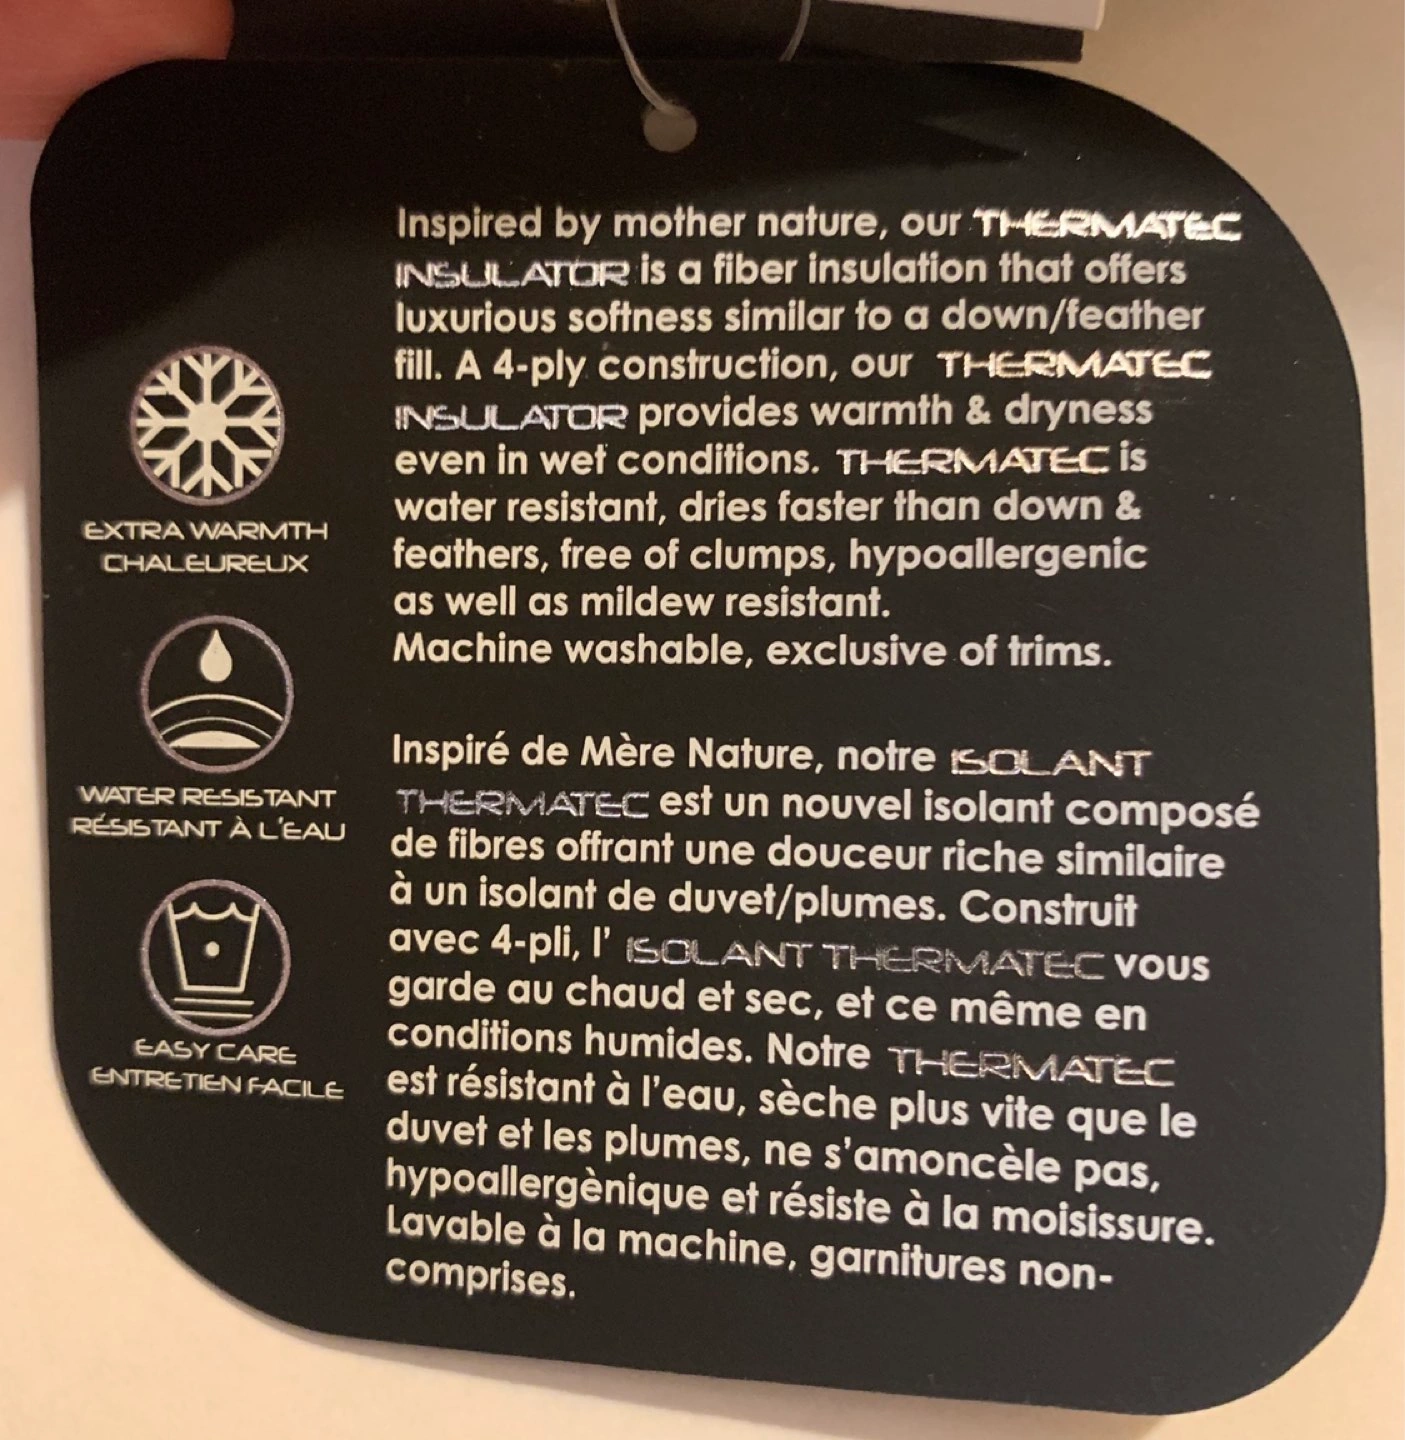 Inspired by mother nature, our THERMATEC
INSULATOR is a fiber insulation that offers
luxurious softness similar to a down/feather
fill. A 4-ply construction, our THERMATEC
INSULATOR provides warmth & dryness
even in wet conditions. THERMATEC is
water resistant, dries faster than down &
feathers, free of clumps, hypoallergenic
as well as mildew resistant.
Machine washable, exclusive of trims.
EXTRA WARMTH
CHALEUREUX
WATER RESISTANT
RÉSISTANT À L'EAU
EASY CARE
ENTRETIEN FACILE
Inspiré de Mère Nature, notre ISOLANT
THERMATEC est un nouvel isolant composé
de fibres offrant une douceur riche similaire
à un isolant de duvet/plumes. Construit
avec 4-pli, l' ISOLANT THERMATEC vous
garde au chaud et sec, et ce même en
conditions humides. Notre THERMATEC
est résistant à l'eau, sèche plus vite que le
duvet et les plumes, ne s'amoncèle pas,
hypoallergènique et résiste à la moisissure.
Lavable à la machine, garnitures non-
comprises.